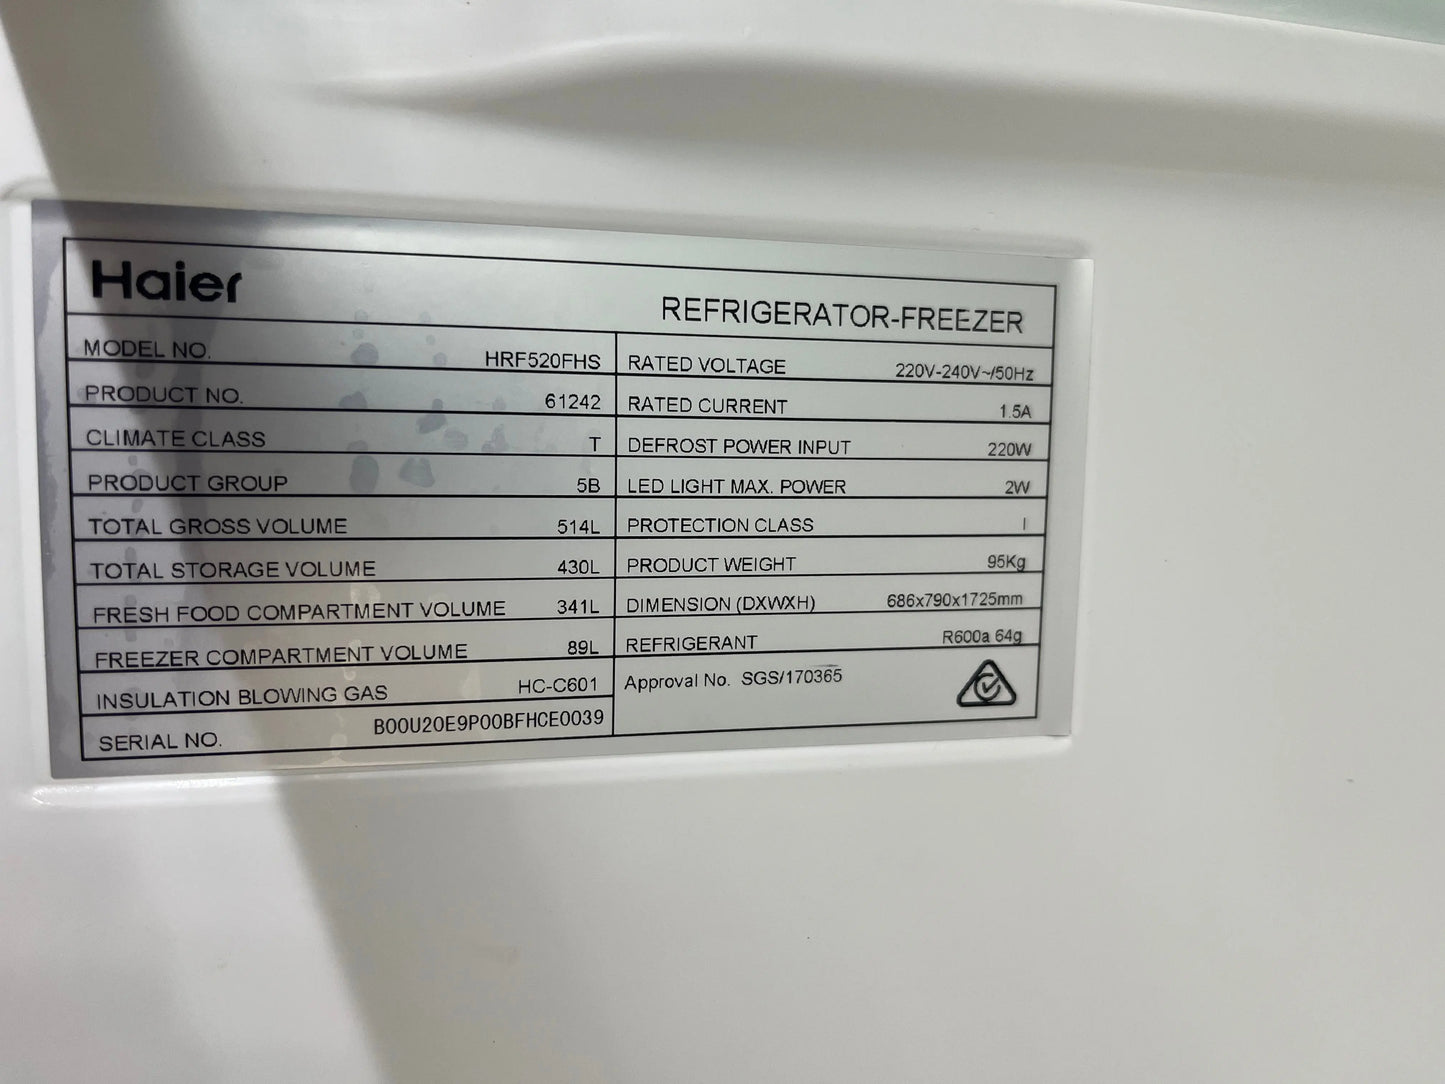 Haier
REFRIGERATOR-FREEZER
MODEL NO. HRF520FHS
PRODUCT NO. 61242
CLIMATE CLASS T
PRODUCT GROUP 5B
TOTAL GROSS VOLUME 514L
TOTAL STORAGE VOLUME 430L
FRESH FOOD COMPARTMENT VOLUME 341L
FREEZER COMPARTMENT VOLUME 89L
INSULATION BLOWING GAS HC-C601
SERIAL NO. B00U20E9P00BFHCE0039
RATED VOLTAGE 220V-240V~/50Hz
RATED CURRENT 1.5A
DEFROST POWER INPUT 220W
LED LIGHT MAX. POWER 2W
PROTECTION CLASS I
PRODUCT WEIGHT 95Kg
DIMENSION (DXWXH) 686x790x1725mm
REFRIGERANT R600a 64g
Approval No. SGS/170365